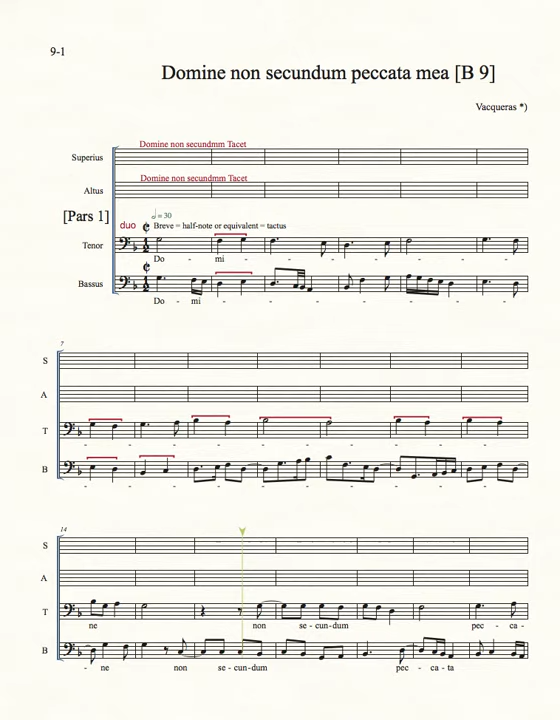 9-1
Domine non secundum peccata mea [B 9]
Vacqueras *)
Domine non secundmm Tacet
Superius
Domine non secundmm Tacet
Altus
[Pars 1]
= 30
duo Breve = half-note or equivalent = tactus
Tenor
Do - mi - - - - - -
Bassus
Do - mi - - - - - -
7
S
A
T
- - - - - - -
B
- - - - - - -
14
S
A
T
ne non se - cun-dum pec - ca -
B
- ne non se - cun-dum pec - ca - ta